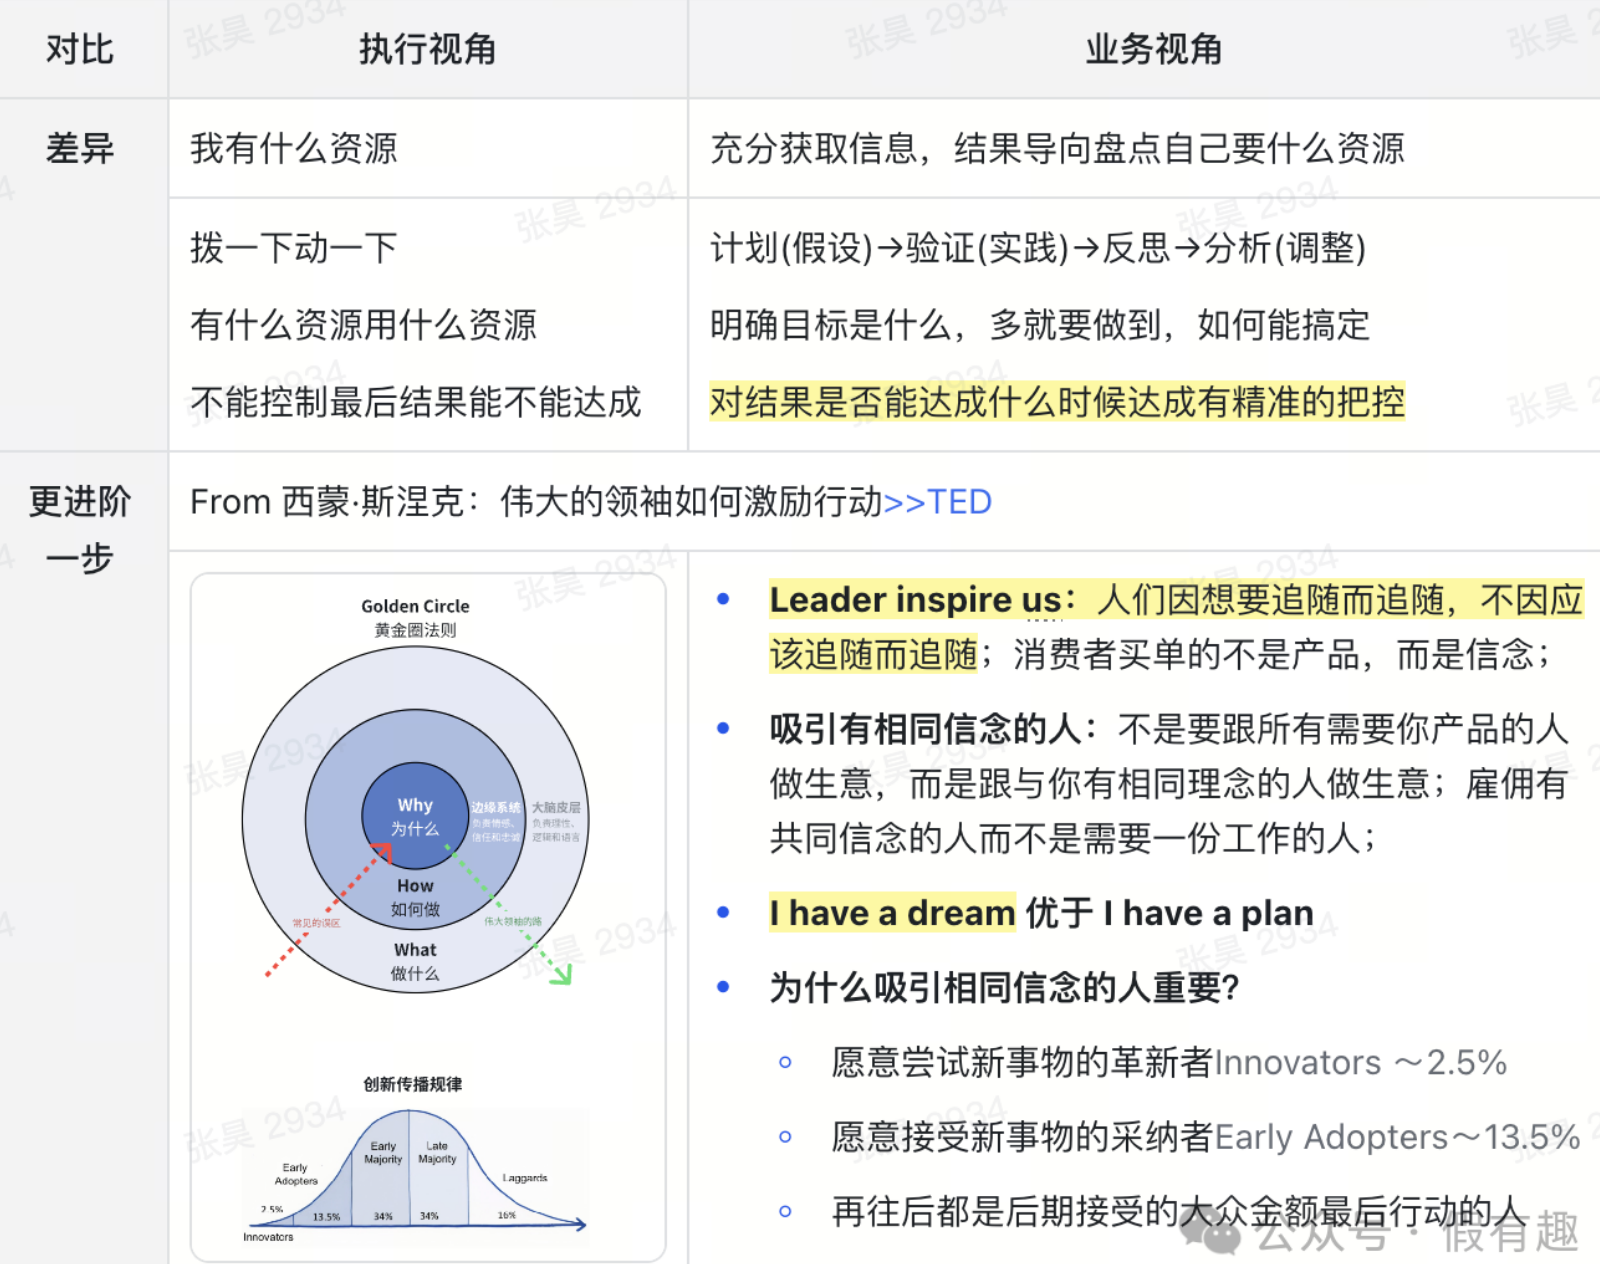 对比
执行视角
业务视角
差异
我有什么资源
充分获取信息，结果导向盘点自己要什么资源
拨一下动一下
有什么资源用什么资源
不能控制最后结果能不能达成
计划(假设)→验证(实践)→反思→分析(调整)
明确目标是什么，多就要做到，如何能搞定
对结果是否能达成什么时候达成有精准的把控
更进阶
一步
From 西蒙·斯涅克：伟大的领袖如何激励行动>>TED
Golden Circle
黄金圈法则
Why
为什么
边缘系统
负责情感、
信任和忠诚
大脑皮层
负责理性、
逻辑和语言
How
如何做
常见的误区
伟大领袖的路
What
做什么
创新传播规律
Early
Majority
Late
Majority
Early
Adopters
Laggards
2.5%
13.5%
34%
34%
16%
Innovators
Leader inspire us：人们因想要追随而追随，不因应
该追随而追随；消费者买单的不是产品，而是信念；
吸引有相同信念的人：不是要跟所有需要你产品的人
做生意，而是跟与你有相同理念的人做生意；雇佣有
共同信念的人而不是需要一份工作的人；
I have a dream 优于 I have a plan
为什么吸引相同信念的人重要?
愿意尝试新事物的革新者Innovators ～2.5%
愿意接受新事物的采纳者Early Adopters～13.5%
再往后都是后期接受的大众金额最后行动的人
公众号 · 假有趣
张昊 2934